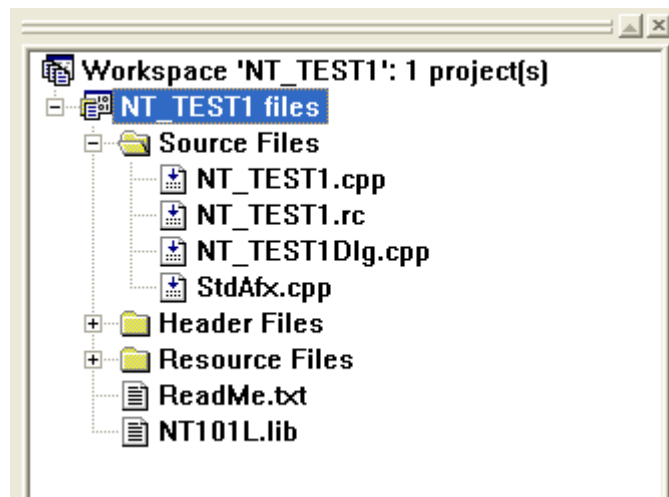 Workspace 'NT_TEST1': 1 project(s)
NT_TEST1 files
Source Files
NT_TEST1.cpp
NT_TEST1.rc
NT_TEST1Dlg.cpp
StdAfx.cpp
Header Files
Resource Files
ReadMe.txt
NT101L.lib